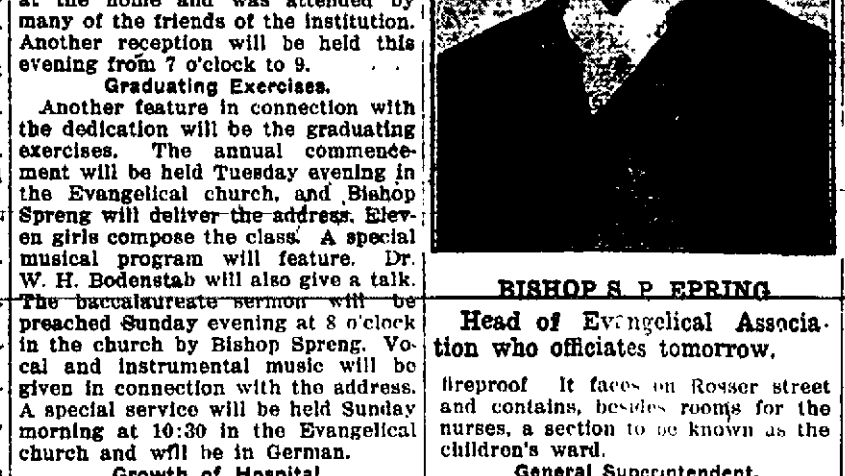 at the home and was attended by
many of the friends of the institution.
Another reception will be held this
evening from 7 o'clock to 9.
Graduating Exercises.
Another feature in connection with
the dedication will be the graduating
exercises. The annual commence-
ment will be held Tuesday evening in
the Evangelical church, and Bishop
Spreng will deliver the address. Elev-
en girls compose the class. A special
musical program will feature. Dr.
W. H. Bodenstab will also give a talk.
The baccalaureate sermon will be
preached Sunday evening at 8 o'clock
in the church by Bishop Spreng. Vo-
cal and instrumental music will be
given in connection with the address.
A special service will be held Sunday
morning at 10:30 in the Evangelical
church and will be in German.
Growth of Hospital
BISHOP S. P. EPRING
Head of Evangelical Associa-
tion who officiates tomorrow.
fireproof It faces on Rosser street
and contains, besides rooms for the
nurses, a section to be known as the
children's ward.
General Superintendent.